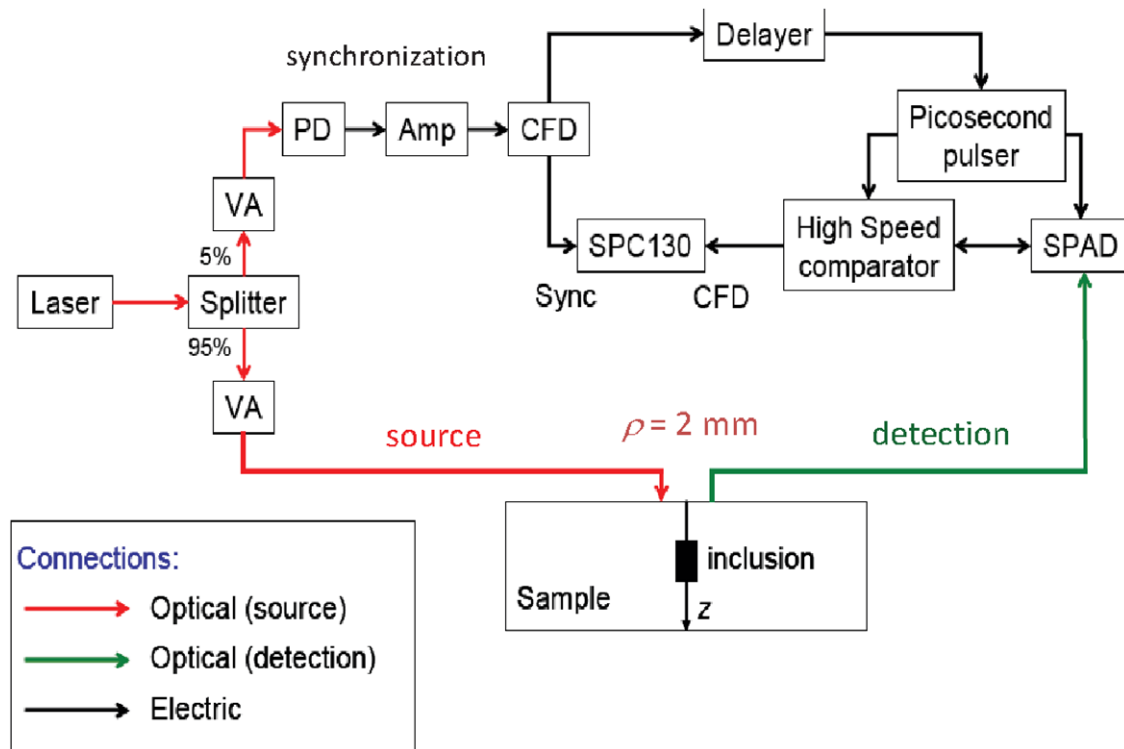 Delayer
synchronization
PD
Amp
CFD
Picosecond
pulser
VA
5%
SPC130
High Speed
comparator
SPAD
Sync
CFD
Laser
Splitter
95%
VA
source
ρ = 2 mm
detection
inclusion
Sample
z
Connections:
Optical (source)
Optical (detection)
Electric